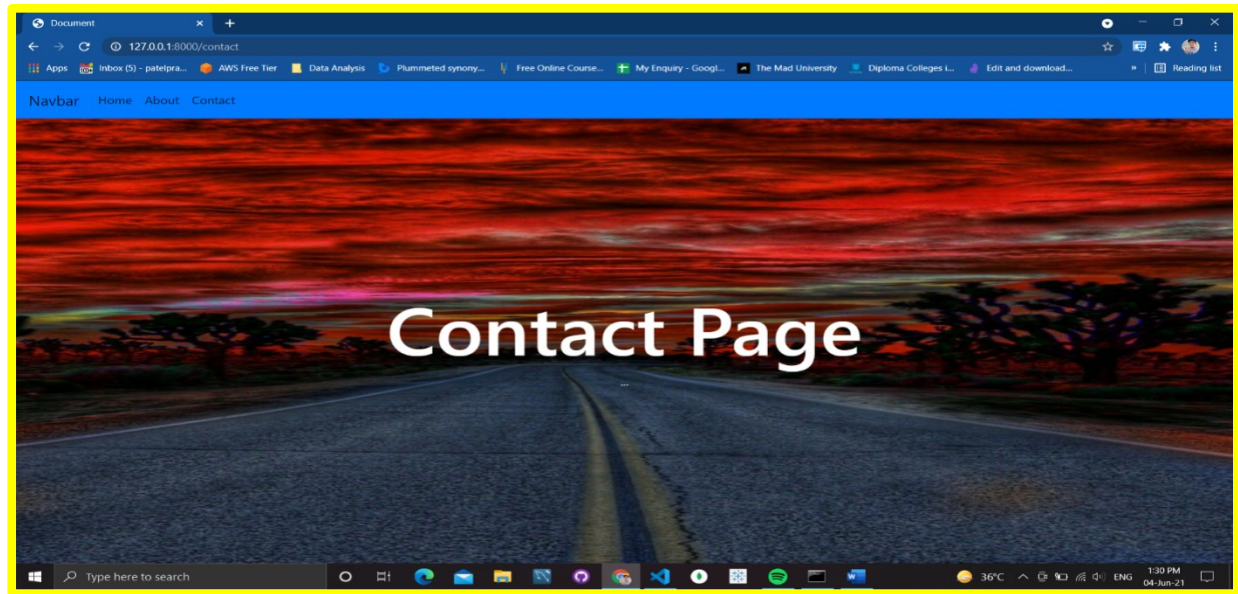 Document
127.0.0.1:8000/contact
Apps Inbox (5) - patelpra... AWS Free Tier Data Analysis Plummeted synony... Free Online Course... My Enquiry - Googl... The Mad University Diploma Colleges i... Edit and download... » Reading list
Navbar Home About Contact
Contact Page
...
Type here to search 36°C ENG 1:30 PM
04-Jun-21